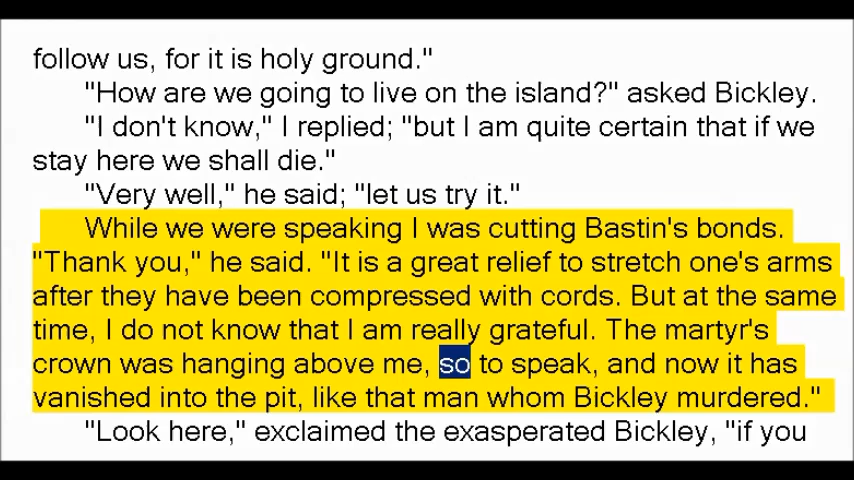 follow us, for it is holy ground."
"How are we going to live on the island?" asked Bickley.
"I don't know," I replied; "but I am quite certain that if we
stay here we shall die."
"Very well," he said; "let us try it."
While we were speaking I was cutting Bastin's bonds.
"Thank you," he said. "It is a great relief to stretch one's arms
after they have been compressed with cords. But at the same
time, I do not know that I am really grateful. The martyr's
crown was hanging above me, so to speak, and now it has
vanished into the pit, like that man whom Bickley murdered."
"Look here," exclaimed the exasperated Bickley, "if you